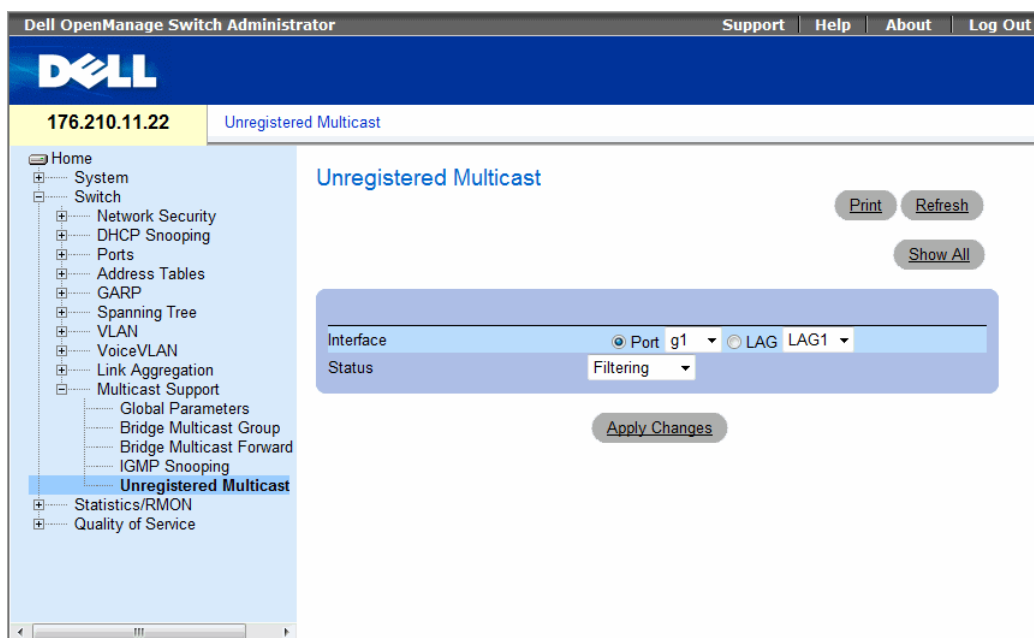 Dell OpenManage Switch Administrator Support Help About Log Out
DELL
176.210.11.22 Unregistered Multicast
Home
System
Switch
Network Security
DHCP Snooping
Ports
Address Tables
GARP
Spanning Tree
VLAN
VoiceVLAN
Link Aggregation
Multicast Support
Global Parameters
Bridge Multicast Group
Bridge Multicast Forward
IGMP Snooping
Unregistered Multicast
Statistics/RMON
Quality of Service
Unregistered Multicast
Print Refresh
Show All
Interface Port g1 LAG LAG1
Status Filtering
Apply Changes